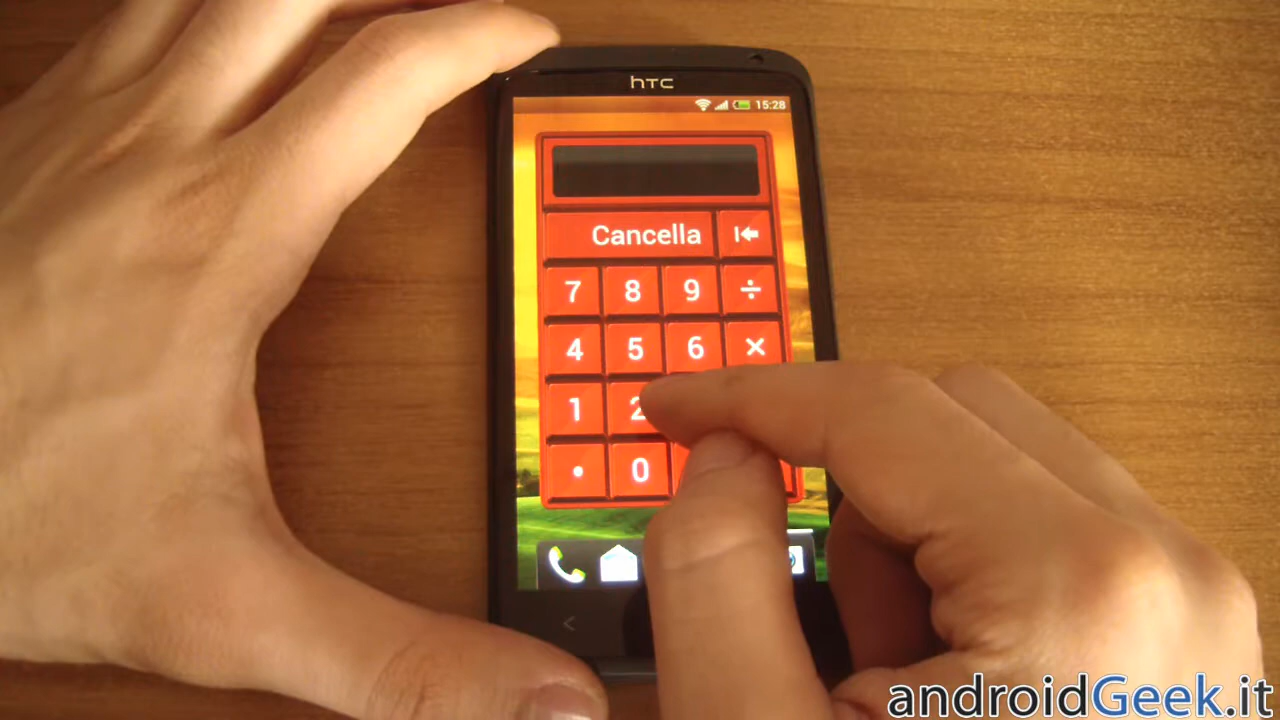 hTC
15:28
Cancella
7 8 9 ÷
4 5 6 ×
1 2
. 0
androidGeek.it